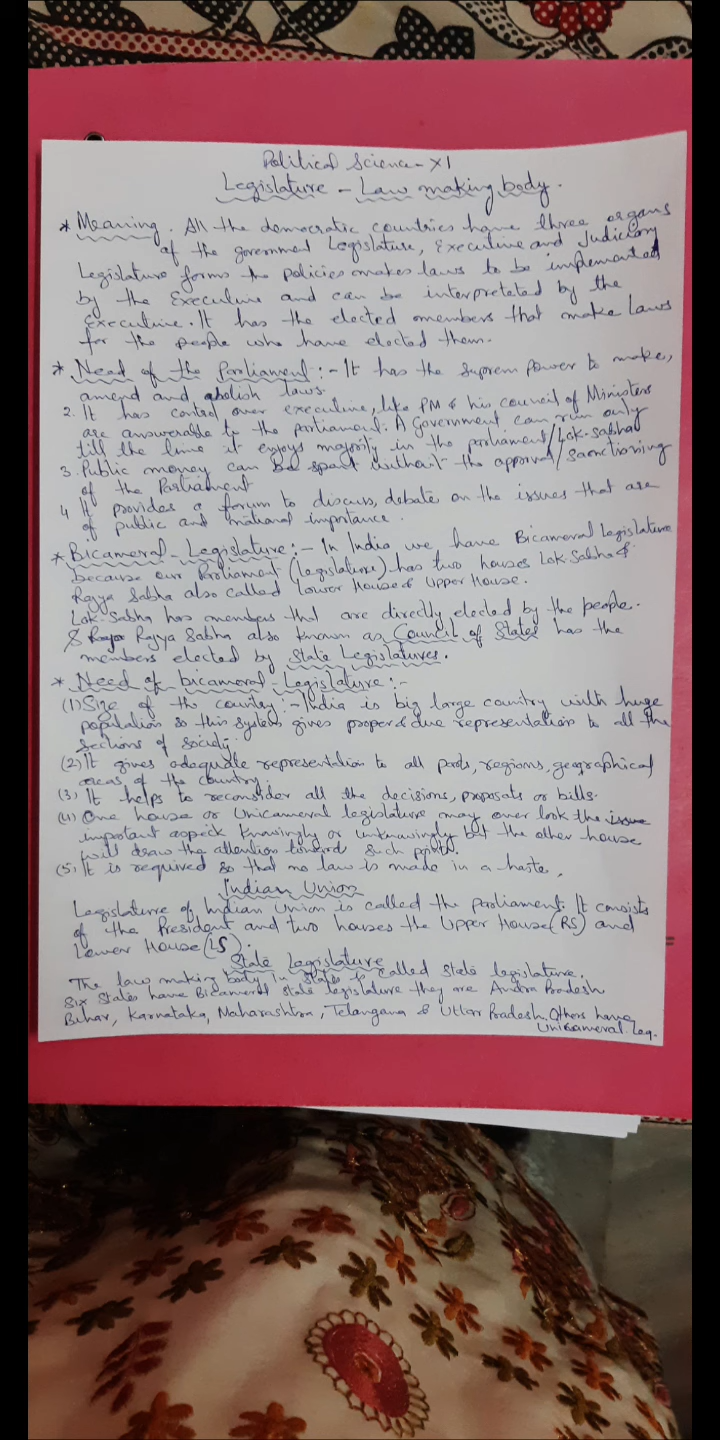 Political Science - XI
Legislature - Law making body.
* Meaning. All the democratic countries have three organs
of the government Legislature, Executive and Judiciary
Legislature forms the policies makes laws to be implemented
by the Executive and can be interpreteted by the
Executive. It has the elected members that make laws
for the people who have elected them.
* Need of the Parliament :- It has the suprem power to make,
amend and abolish laws.
2. It has control over executive, like PM & his council of Ministers
are answerable to the parliament. A Government can run only
till the time it enjoys majority in the parliament/Lok-sabha
3. Public money can be spent without the approval/sanctioning
of the Parliament
4 It provides a forum to discuss, debate on the issues that are
of public and national importance.
* Bicameral - Legislature :- In India we have Bicameral Legislature
because our Parliament (legislature) has two houses Lok-Sabha &
Rajya Sabha also called Lower House & Upper House.
Lok-Sabha has members that are directly elected by the people.
& Rajya Sabha also known as Council of States has the
members elected by State Legislatures.
* Need of bicameral - Legislature :-
(1) Size of the country :- India is big large country with huge
population so this system gives proper & due representation to all the
sections of society.
(2) It gives adequate representation to all parts, regions, geographical
areas of the country.
(3) It helps to reconsider all the decisions, proposals or bills.
(4) One house or Unicameral legislature may over look the issue
important aspect knowingly or unknowingly but the other house
will draw the attention toward such points.
(5) It is required so that no law is made in a haste,
Indian Union
Legislature of Indian Union is called the parliament. It consists
of the President and two houses the Upper House (RS) and
Lower House (LS).
State Legislature
The law making body in states is called state legislature.
Six States have Bicameral state legislature they are Andra Pradesh
Bihar, Karnataka, Maharashtra, Telangana & Uttar Pradesh. Others have
Unicameral Leg.